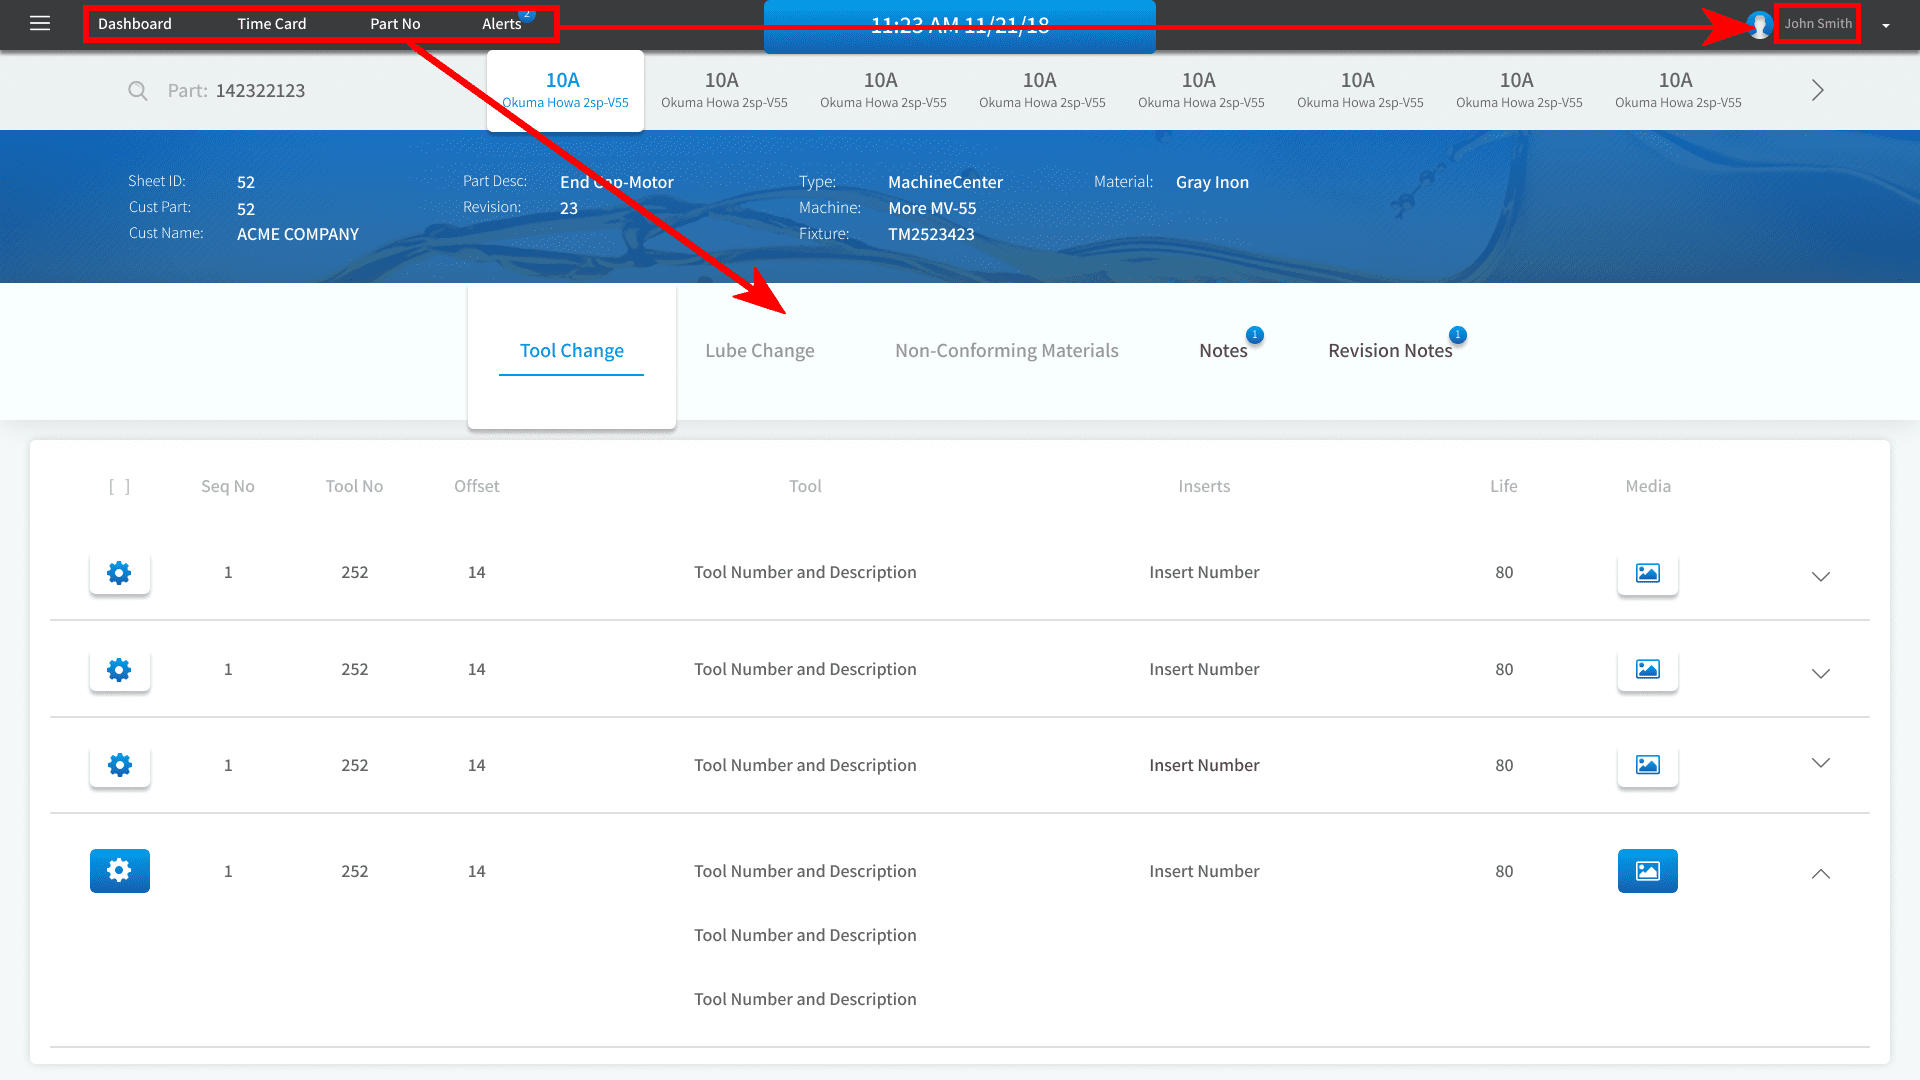 Dashboard Time Card Part No Alerts 2 11:23 AM 11/21/18 John Smith
Part: 142322123
10A 10A 10A 10A 10A 10A 10A 10A
Okuma Howa 2sp-V55 Okuma Howa 2sp-V55 Okuma Howa 2sp-V55 Okuma Howa 2sp-V55 Okuma Howa 2sp-V55 Okuma Howa 2sp-V55 Okuma Howa 2sp-V55 Okuma Howa 2sp-V55
Sheet ID: 52 Part Desc: End Cap-Motor Type: MachineCenter Material: Gray Inon
Cust Part: 52 Revision: 23 Machine: More MV-55
Cust Name: ACME COMPANY Fixture: TM2523423
Tool Change Lube Change Non-Conforming Materials Notes 1 Revision Notes 1
[ ] Seq No Tool No Offset Tool Inserts Life Media
1 252 14 Tool Number and Description Insert Number 80
1 252 14 Tool Number and Description Insert Number 80
1 252 14 Tool Number and Description Insert Number 80
1 252 14 Tool Number and Description Insert Number 80
Tool Number and Description
Tool Number and Description